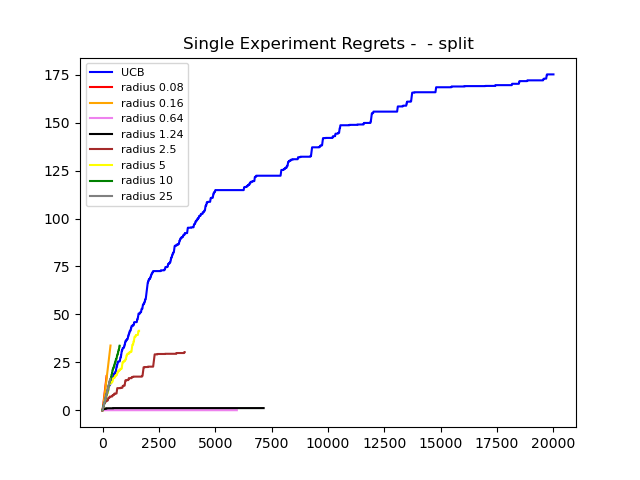 Single Experiment Regrets -  - split
175
150
125
100
75
50
25
0
UCB
radius 0.08
radius 0.16
radius 0.64
radius 1.24
radius 2.5
radius 5
radius 10
radius 25
0 2500 5000 7500 10000 12500 15000 17500 20000